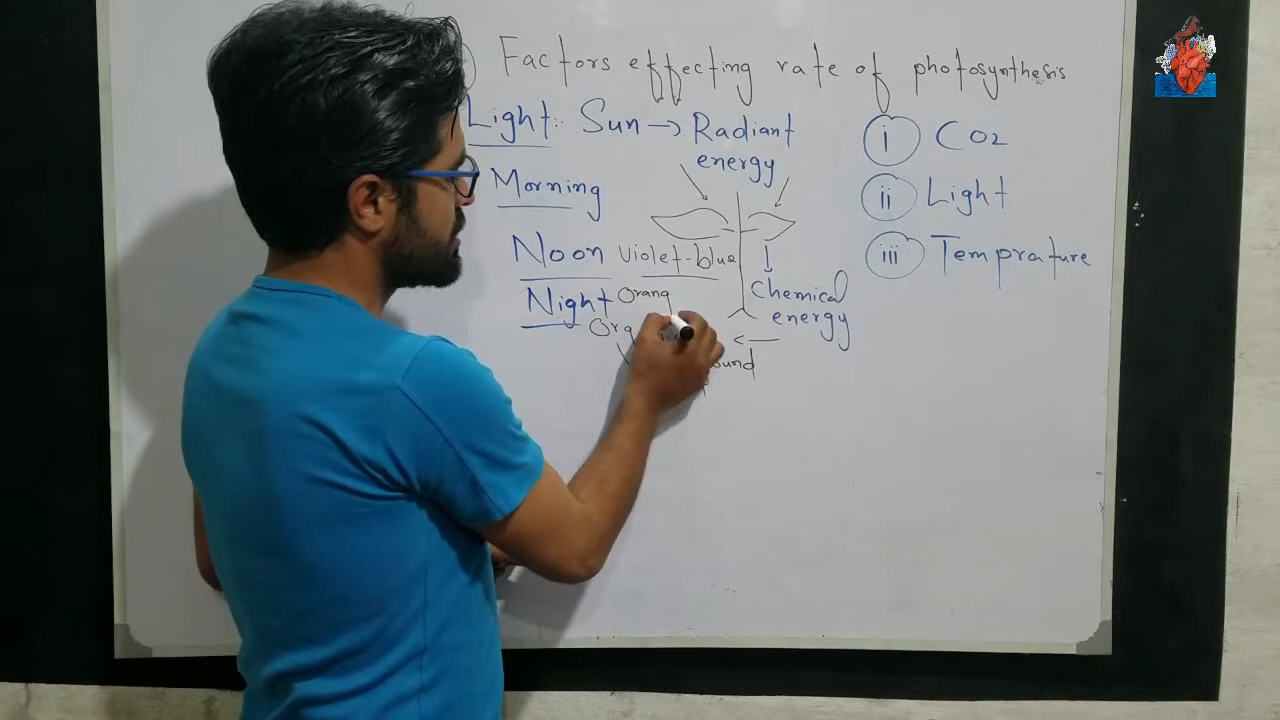 Factors effecting rate of photosynthesis
Light: Sun → Radiant
energy
Morning
Noon Violet-blue
Night Orang
Chemical
energy
i CO2
ii Light
iii Temprature